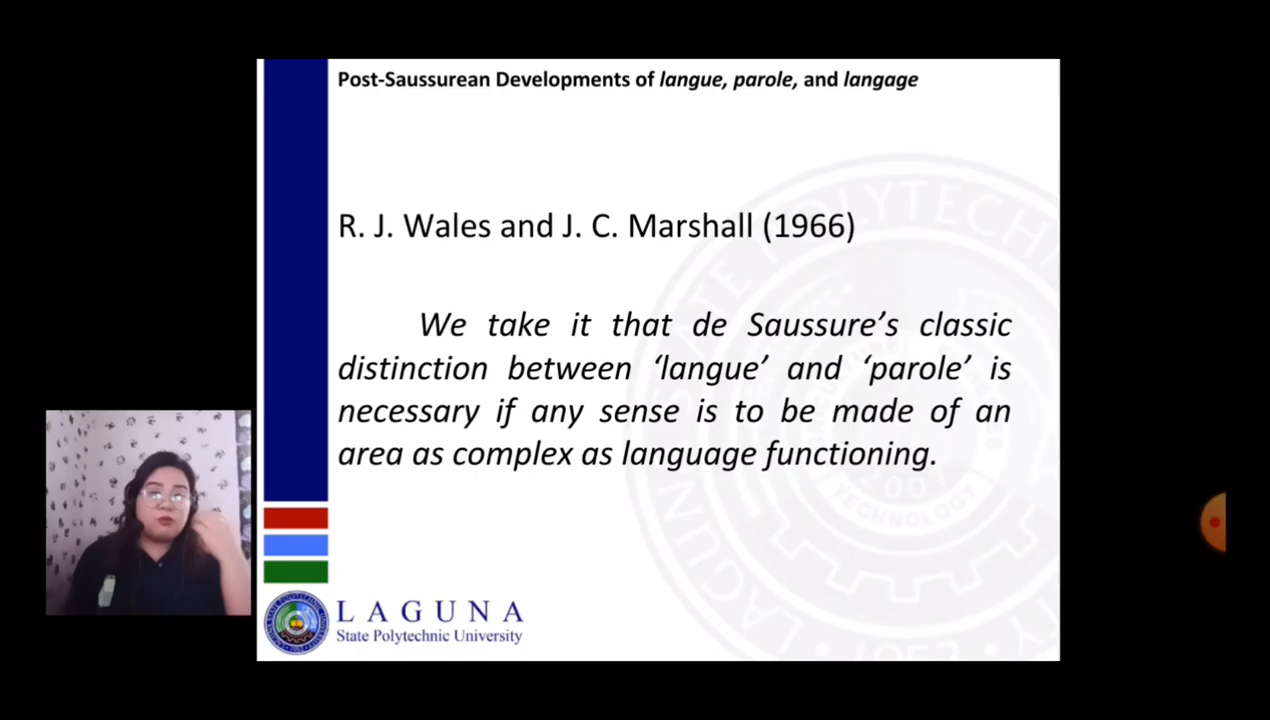 Post-Saussurean Developments of langue, parole, and langage
R. J. Wales and J. C. Marshall (1966)
We take it that de Saussure’s classic
distinction between ‘langue’ and ‘parole’ is
necessary if any sense is to be made of an
area as complex as language functioning.
LAGUNA
State Polytechnic University